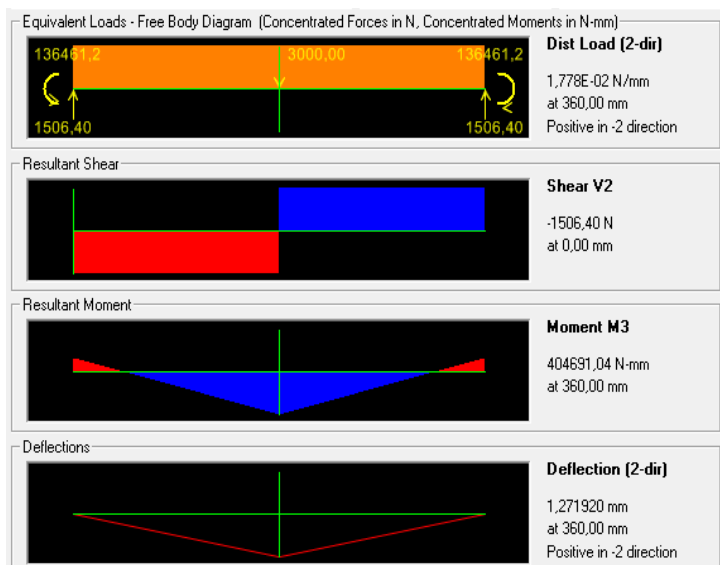 Equivalent Loads - Free Body Diagram (Concentrated Forces in N, Concentrated Moments in N-mm)
136461,2 3000,00 136461,2
1506,40 1506,40
Dist Load (2-dir)
1,778E-02 N/mm
at 360,00 mm
Positive in -2 direction
Resultant Shear
Shear V2
-1506,40 N
at 0,00 mm
Resultant Moment
Moment M3
404691,04 N-mm
at 360,00 mm
Deflections
Deflection (2-dir)
1,271920 mm
at 360,00 mm
Positive in -2 direction